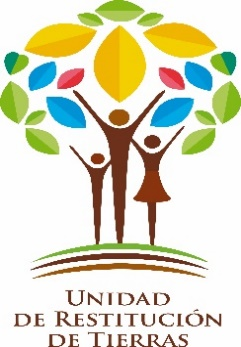 UNIDAD
DE RESTITUCIÓN
DE TIERRAS